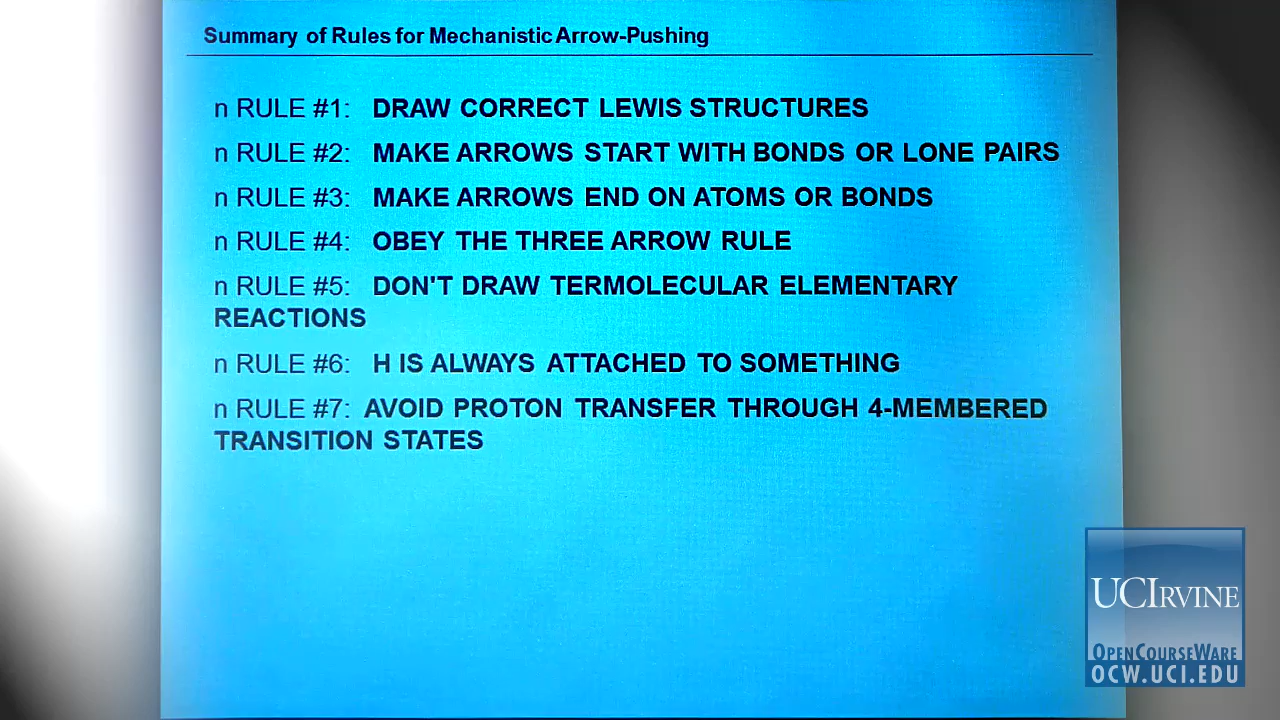 Summary of Rules for Mechanistic Arrow-Pushing
n RULE #1: DRAW CORRECT LEWIS STRUCTURES
n RULE #2: MAKE ARROWS START WITH BONDS OR LONE PAIRS
n RULE #3: MAKE ARROWS END ON ATOMS OR BONDS
n RULE #4: OBEY THE THREE ARROW RULE
n RULE #5: DON'T DRAW TERMOLECULAR ELEMENTARY
REACTIONS
n RULE #6: H IS ALWAYS ATTACHED TO SOMETHING
n RULE #7: AVOID PROTON TRANSFER THROUGH 4-MEMBERED
TRANSITION STATES
UCIRVINE
OPENCOURSEWARE
OCW.UCI.EDU